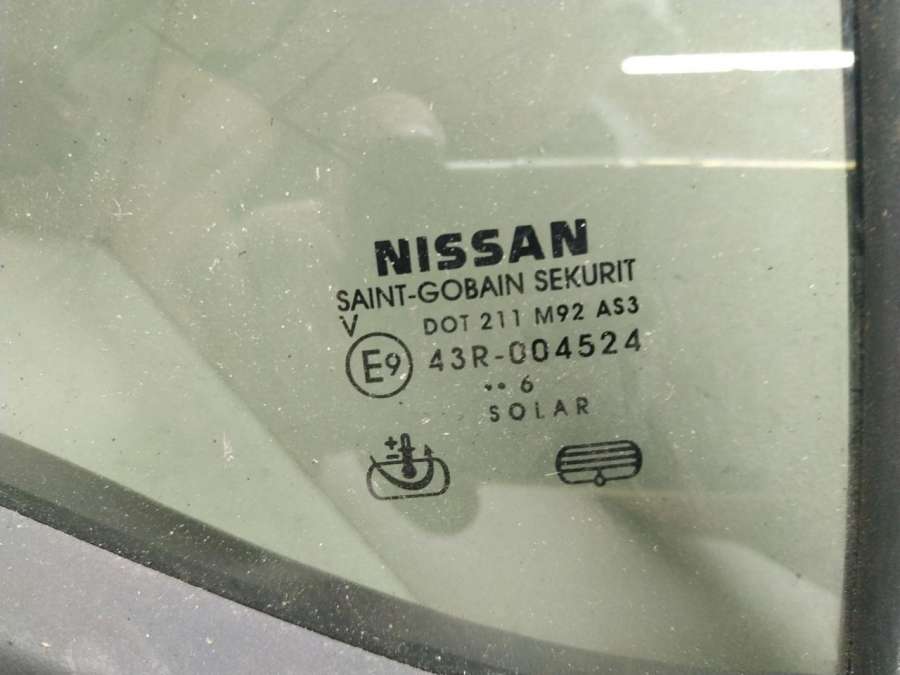 NISSAN
SAINT-GOBAIN SEKURIT
V DOT 211 M92 AS3
E9 43R-004524
.. 6
SOLAR